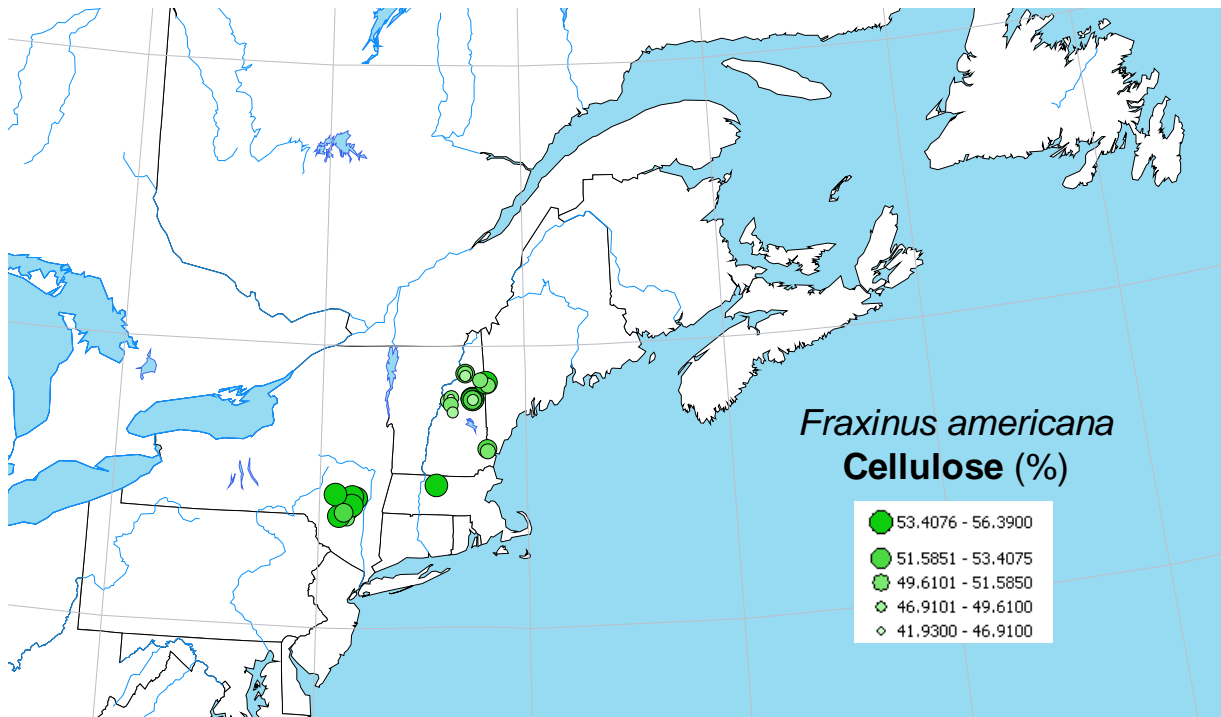 Fraxinus americana
Cellulose (%)
53.4076 - 56.3900
51.5851 - 53.4075
49.6101 - 51.5850
46.9101 - 49.6100
41.9300 - 46.9100